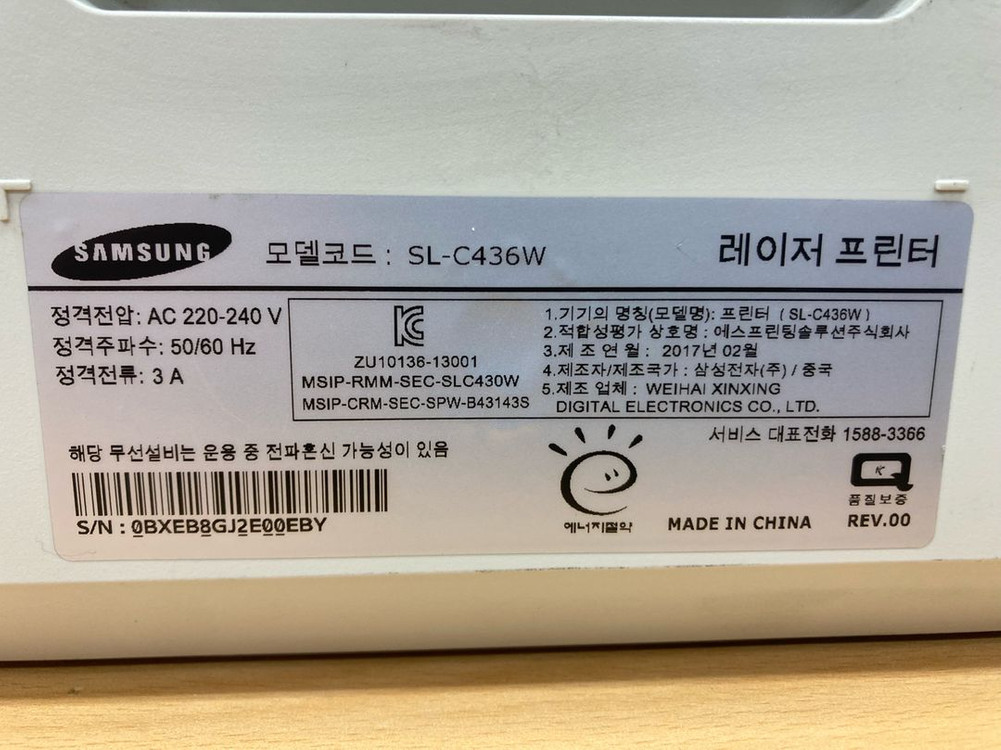 SAMSUNG
모델코드 : SL-C436W
레이저 프린터
정격전압: AC 220-240 V
정격주파수: 50/60 Hz
정격전류: 3 A
ZU10136-13001
MSIP-RMM-SEC-SLC430W
MSIP-CRM-SEC-SPW-B43143S
1.기기의 명칭(모델명): 프린터 ( SL-C436W )
2.적합성평가 상호명 : 에스프린팅솔루션주식회사
3.제 조 연 월 : 2017년 02월
4.제조자/제조국가 : 삼성전자(주) / 중국
5.제조 업체 : WEIHAI XINXING
DIGITAL ELECTRONICS CO., LTD.
서비스 대표전화 1588-3366
해당 무선설비는 운용 중 전파혼신 가능성이 있음
S/N : 0BXEB8GJ2E00EBY
에너지절약
MADE IN CHINA
K
품질보증
REV.00